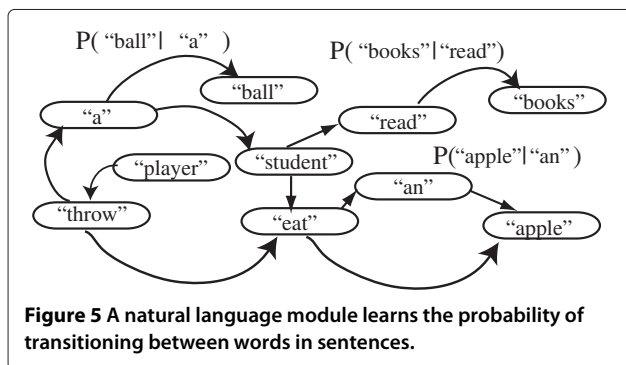 P( “ball”| “a” )
P( “books”|“read”)
“ball”
“a”
“books”
“read”
“player”
“student”
P(“apple”|“an”)
“an”
“throw”
“eat”
“apple”
Figure 5 A natural language module learns the probability of
transitioning between words in sentences.